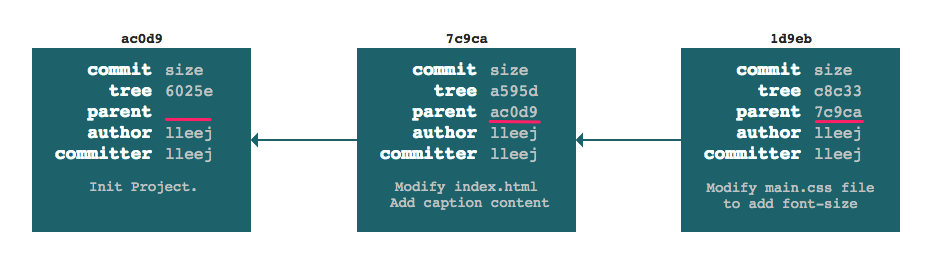 ac0d9
commit size
tree 6025e
parent
author lleej
committer lleej
Init Project.
7c9ca
commit size
tree a595d
parent ac0d9
author lleej
committer lleej
Modify index.html
Add caption content
1d9eb
commit size
tree c8c33
parent 7c9ca
author lleej
committer lleej
Modify main.css file
to add font-size